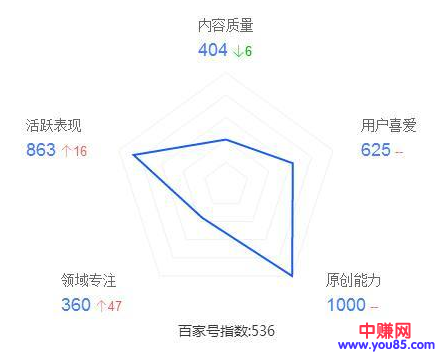 内容质量
404 ↓6
活跃表现
863 ↑16
用户喜爱
625 --
领域专注
360 ↑47
原创能力
1000 --
百家号指数:536
中赚网
www.you85.com